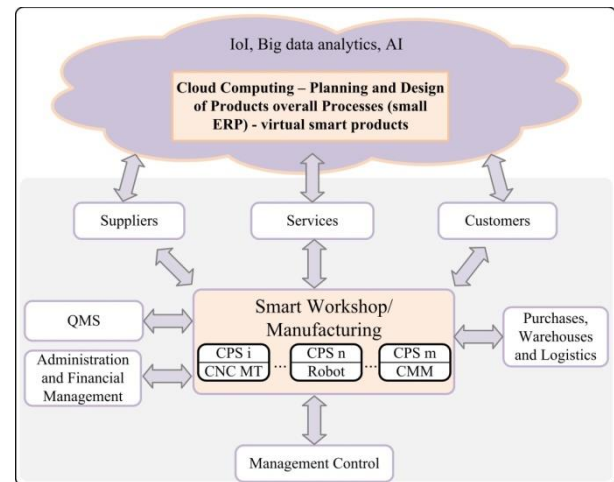 IoI, Big data analytics, AI
Cloud Computing – Planning and Design
of Products overall Processes (small
ERP) - virtual smart products
Suppliers
Services
Customers
QMS
Administration
and Financial
Management
Smart Workshop/
Manufacturing
CPS i
CNC MT
...
CPS n
Robot
...
CPS m
CMM
Purchases,
Warehouses
and Logistics
Management Control